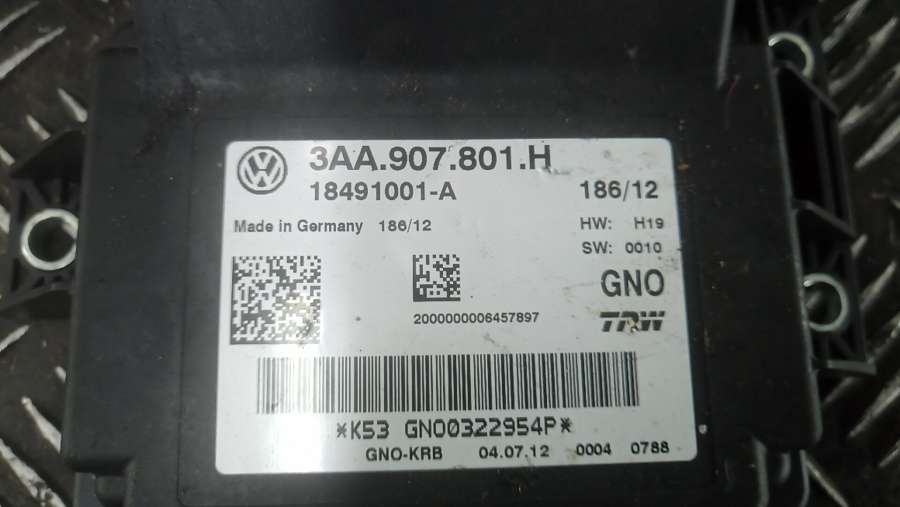 3AA.907.801.H
18491001-A 186/12
Made in Germany 186/12 HW: H19
SW: 0010
GNO
2000000006457897 TRW
*K53 GNO0322954P*
GNO-KRB 04.07.12 0004 0788